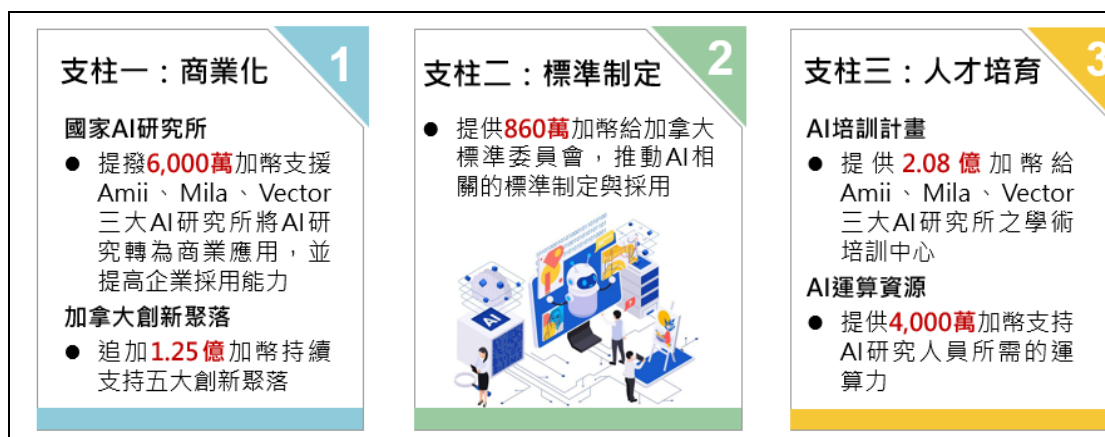 支柱一：商業化
1
國家AI研究所
● 提撥6,000萬加幣支援
Amii、Mila、Vector
三大AI研究所將AI研
究轉為商業應用，並
提高企業採用能力
加拿大創新聚落
● 追加1.25億加幣持續
支持五大創新聚落
支柱二：標準制定
2
● 提供860萬加幣給加拿大
標準委員會，推動AI相
關的標準制定與採用
AI
支柱三：人才培育
3
AI培訓計畫
● 提供2.08億加幣給
Amii、Mila、Vector
三大AI研究所之學術
培訓中心
AI運算資源
● 提供4,000萬加幣支持
AI研究人員所需的運
算力